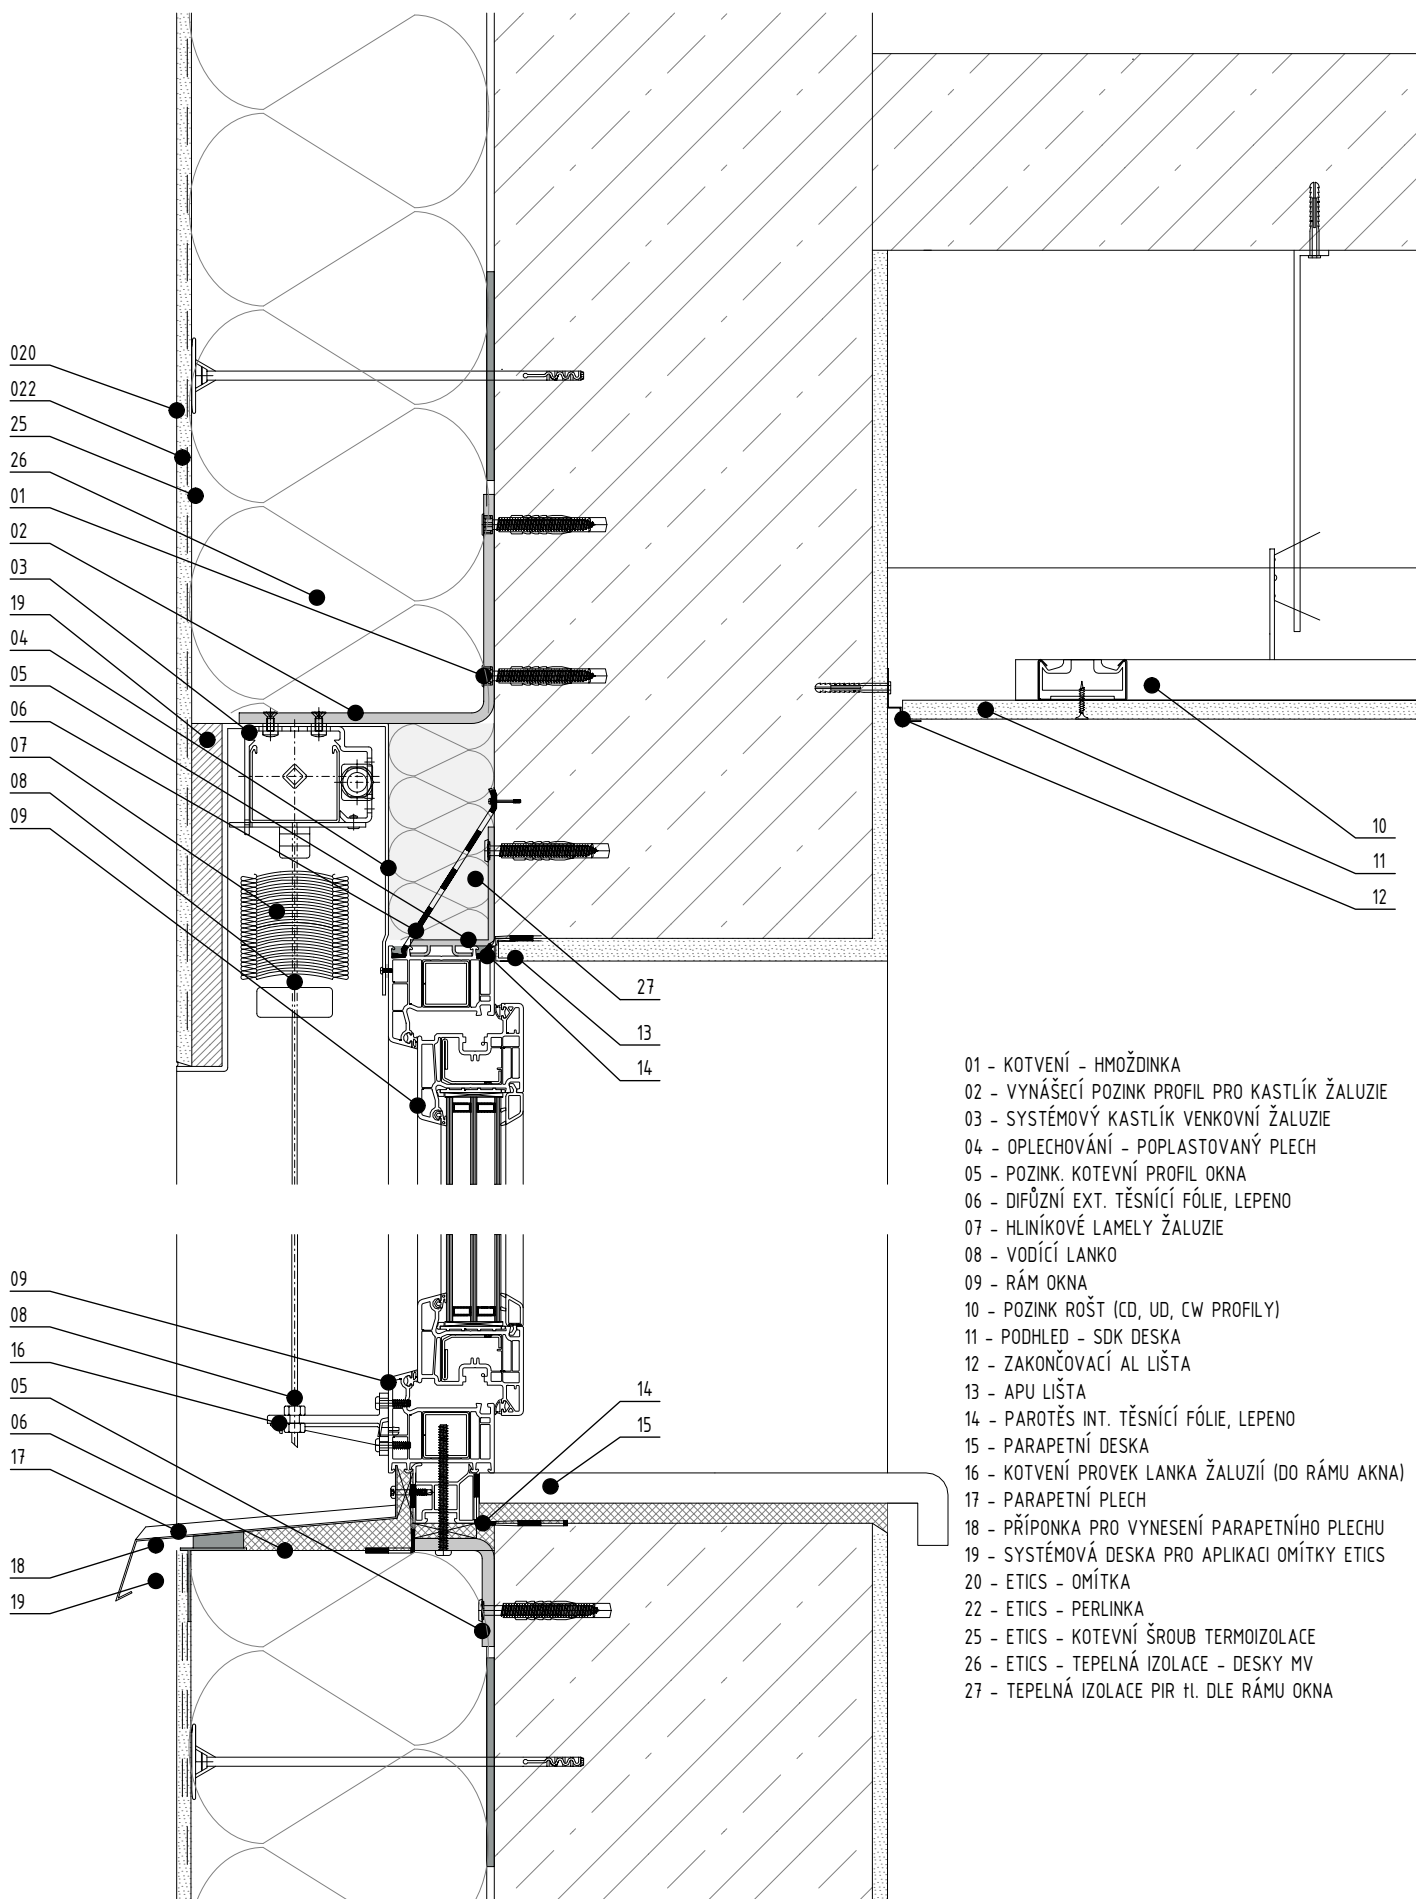 020
022
25
26
01
02
03
19
04
05
06
07
08
09
10
11
12
27
13
14
01 - KOTVENÍ - HMOŽDINKA
02 - VYNÁŠECÍ POZINK PROFIL PRO KASTLÍK ŽALUZIE
03 - SYSTÉMOVÝ KASTLÍK VENKOVNÍ ŽALUZIE
04 - OPLECHOVÁNÍ - POPLASTOVANÝ PLECH
05 - POZINK. KOTEVNÍ PROFIL OKNA
06 - DIFŮZNÍ EXT. TĚSNÍCÍ FÓLIE, LEPENO
07 - HLINÍKOVÉ LAMELY ŽALUZIE
08 - VODÍCÍ LANKO
09 - RÁM OKNA
10 - POZINK ROŠT (CD, UD, CW PROFILY)
11 - PODHLED - SDK DESKA
12 - ZAKONČOVACÍ AL LIŠTA
13 - APU LIŠTA
14 - PAROTĚS INT. TĚSNÍCÍ FÓLIE, LEPENO
15 - PARAPETNÍ DESKA
16 - KOTVENÍ PROVEK LANKA ŽALUZIÍ (DO RÁMU AKNA)
17 - PARAPETNÍ PLECH
18 - PŘÍPONKA PRO VYNESENÍ PARAPETNÍHO PLECHU
19 - SYSTÉMOVÁ DESKA PRO APLIKACI OMÍTKY ETICS
20 - ETICS - OMÍTKA
22 - ETICS - PERLINKA
25 - ETICS - KOTEVNÍ ŠROUB TERMOIZOLACE
26 - ETICS - TEPELNÁ IZOLACE - DESKY MV
27 - TEPELNÁ IZOLACE PIR tl. DLE RÁMU OKNA
09
08
16
05
06
17
18
19
14
15